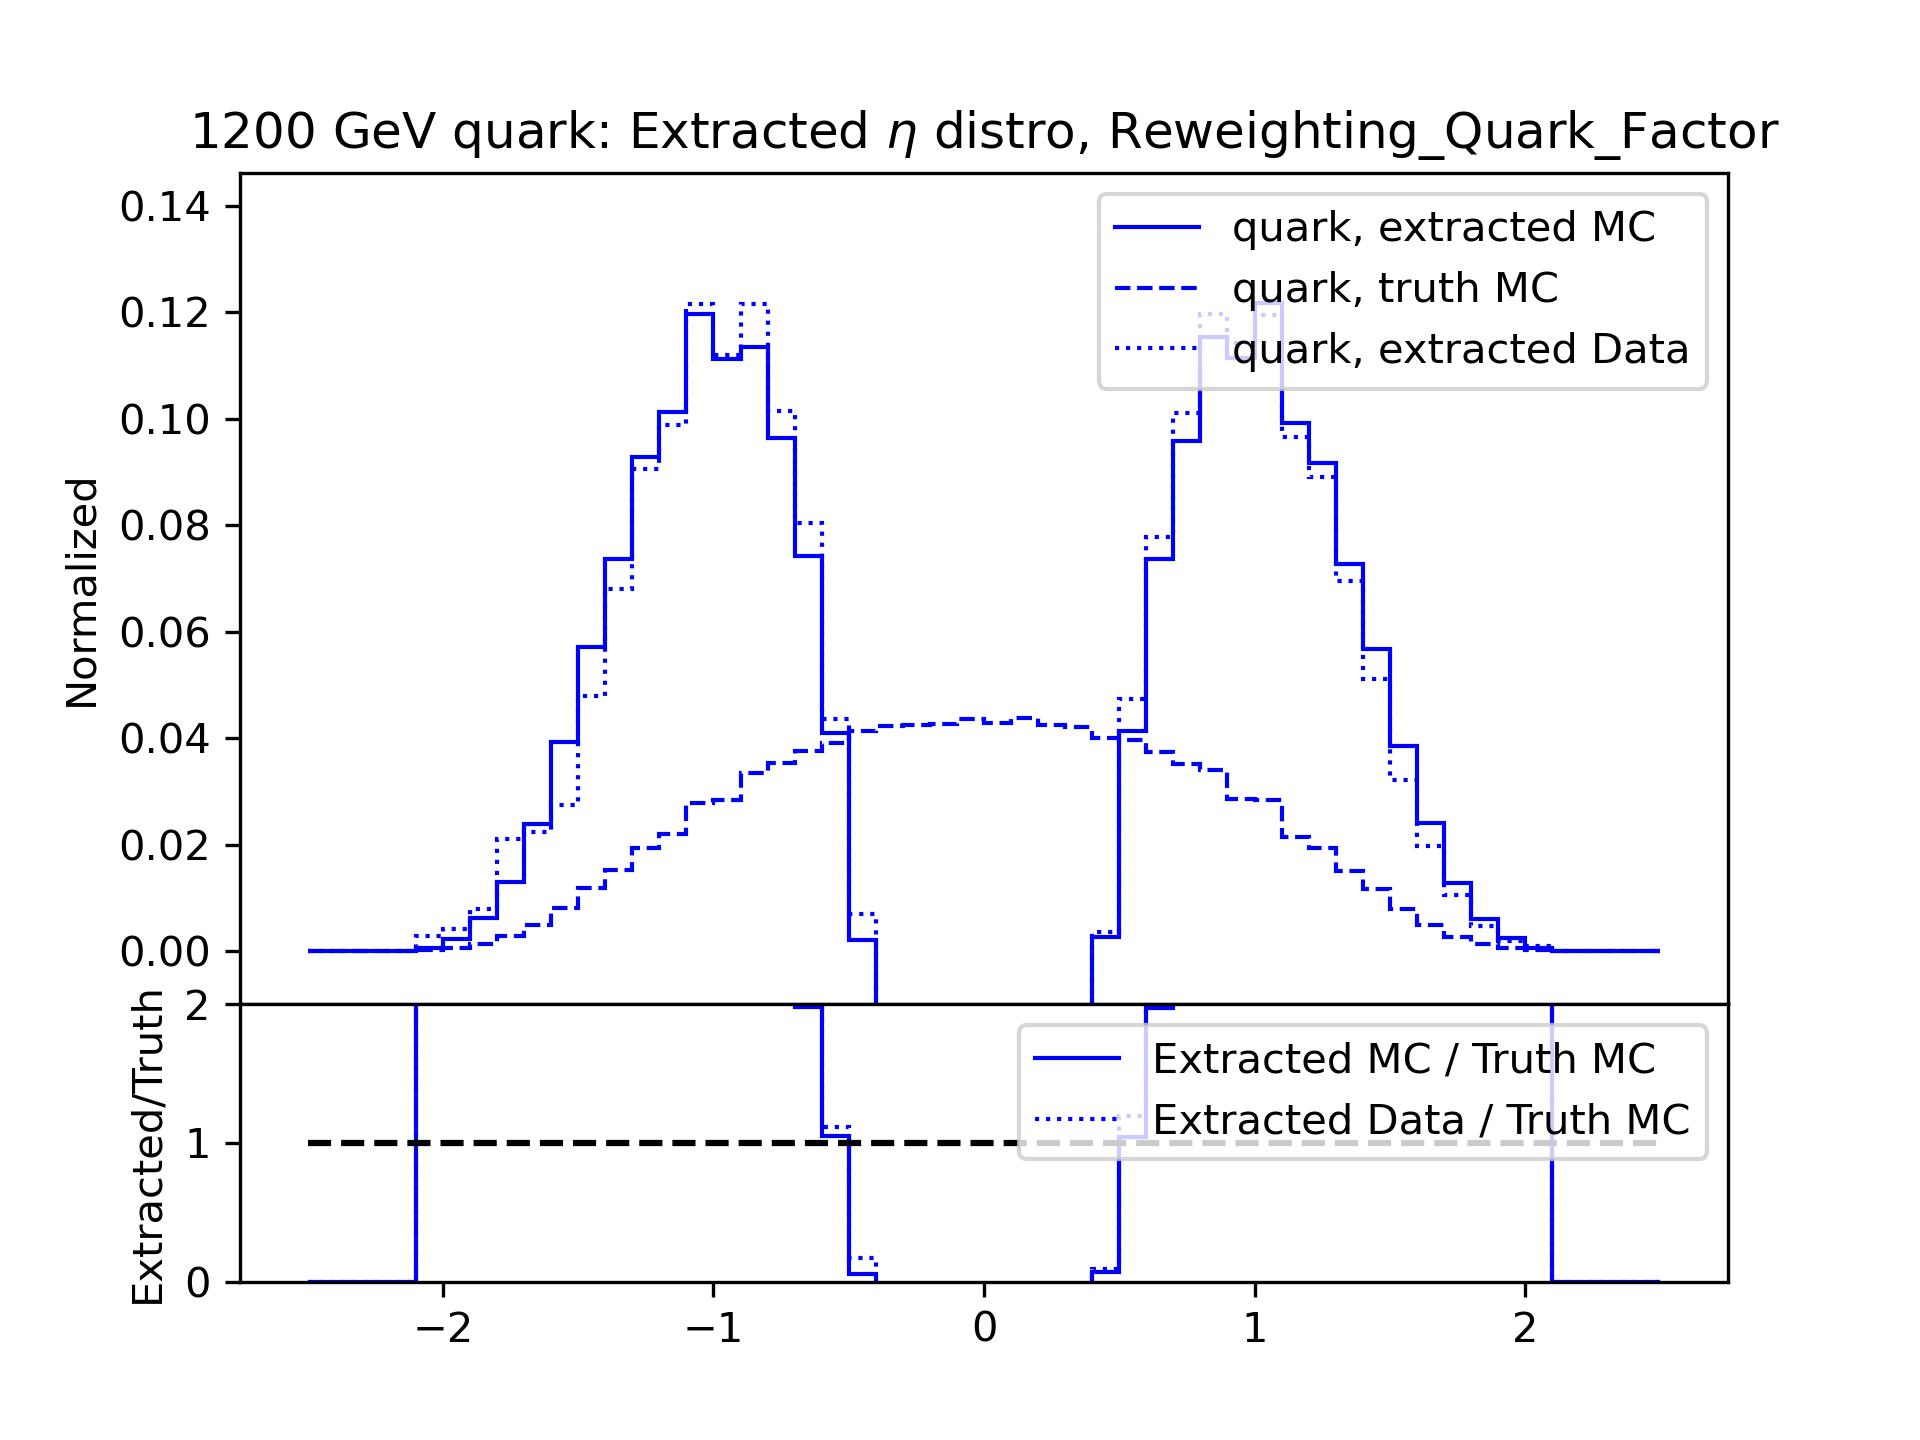 1200 GeV quark: Extracted η distro, Reweighting_Quark_Factor
0.14
0.12
0.10
0.08
0.06
0.04
0.02
0.00
Normalized
quark, extracted MC
quark, truth MC
quark, extracted Data
2
1
0
Extracted/Truth
Extracted MC / Truth MC
Extracted Data / Truth MC
−2
−1
0
1
2